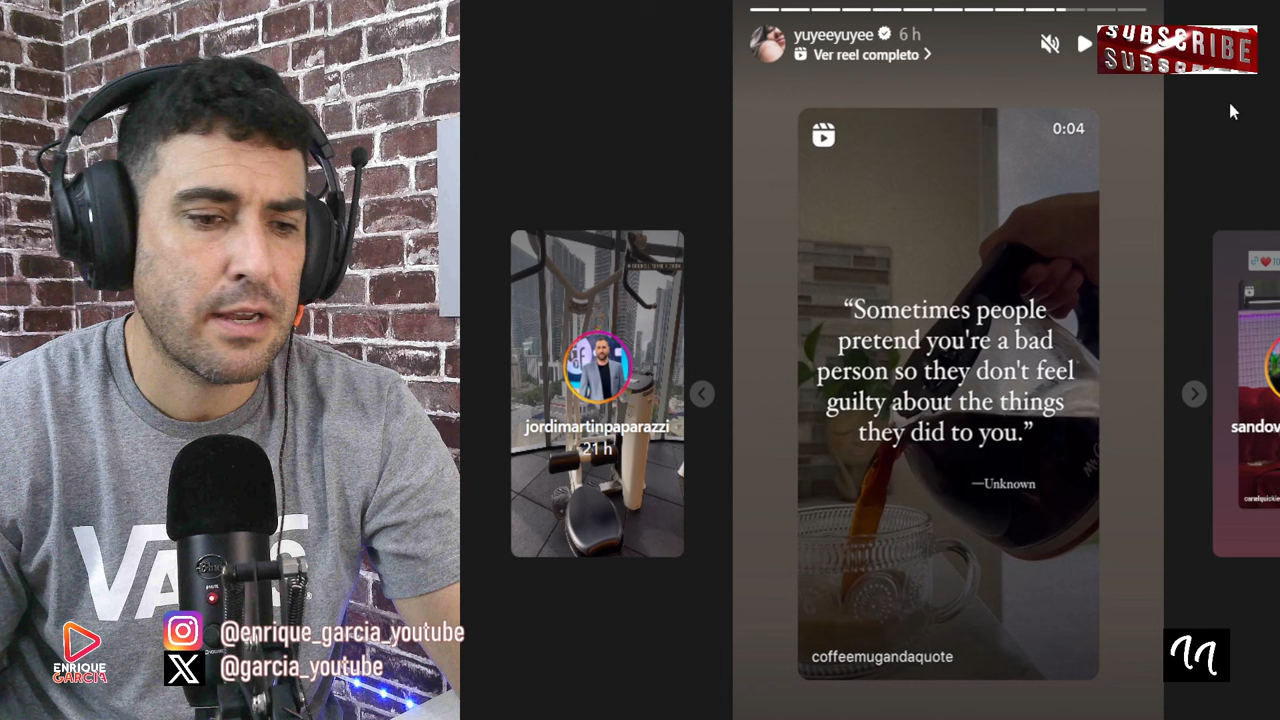 yuyeeyuyee 6 h
Ver reel completo
SUBSCRIBE
0:04
“Sometimes people
pretend you're a bad
person so they don't feel
guilty about the things
they did to you.”
—Unknown
coffeemugandaquote
jordimartinpaparazzi
21 h
sandov
VANS
@enrique_garcia_youtube
@garcia_youtube
ENRIQUE
GARCIA